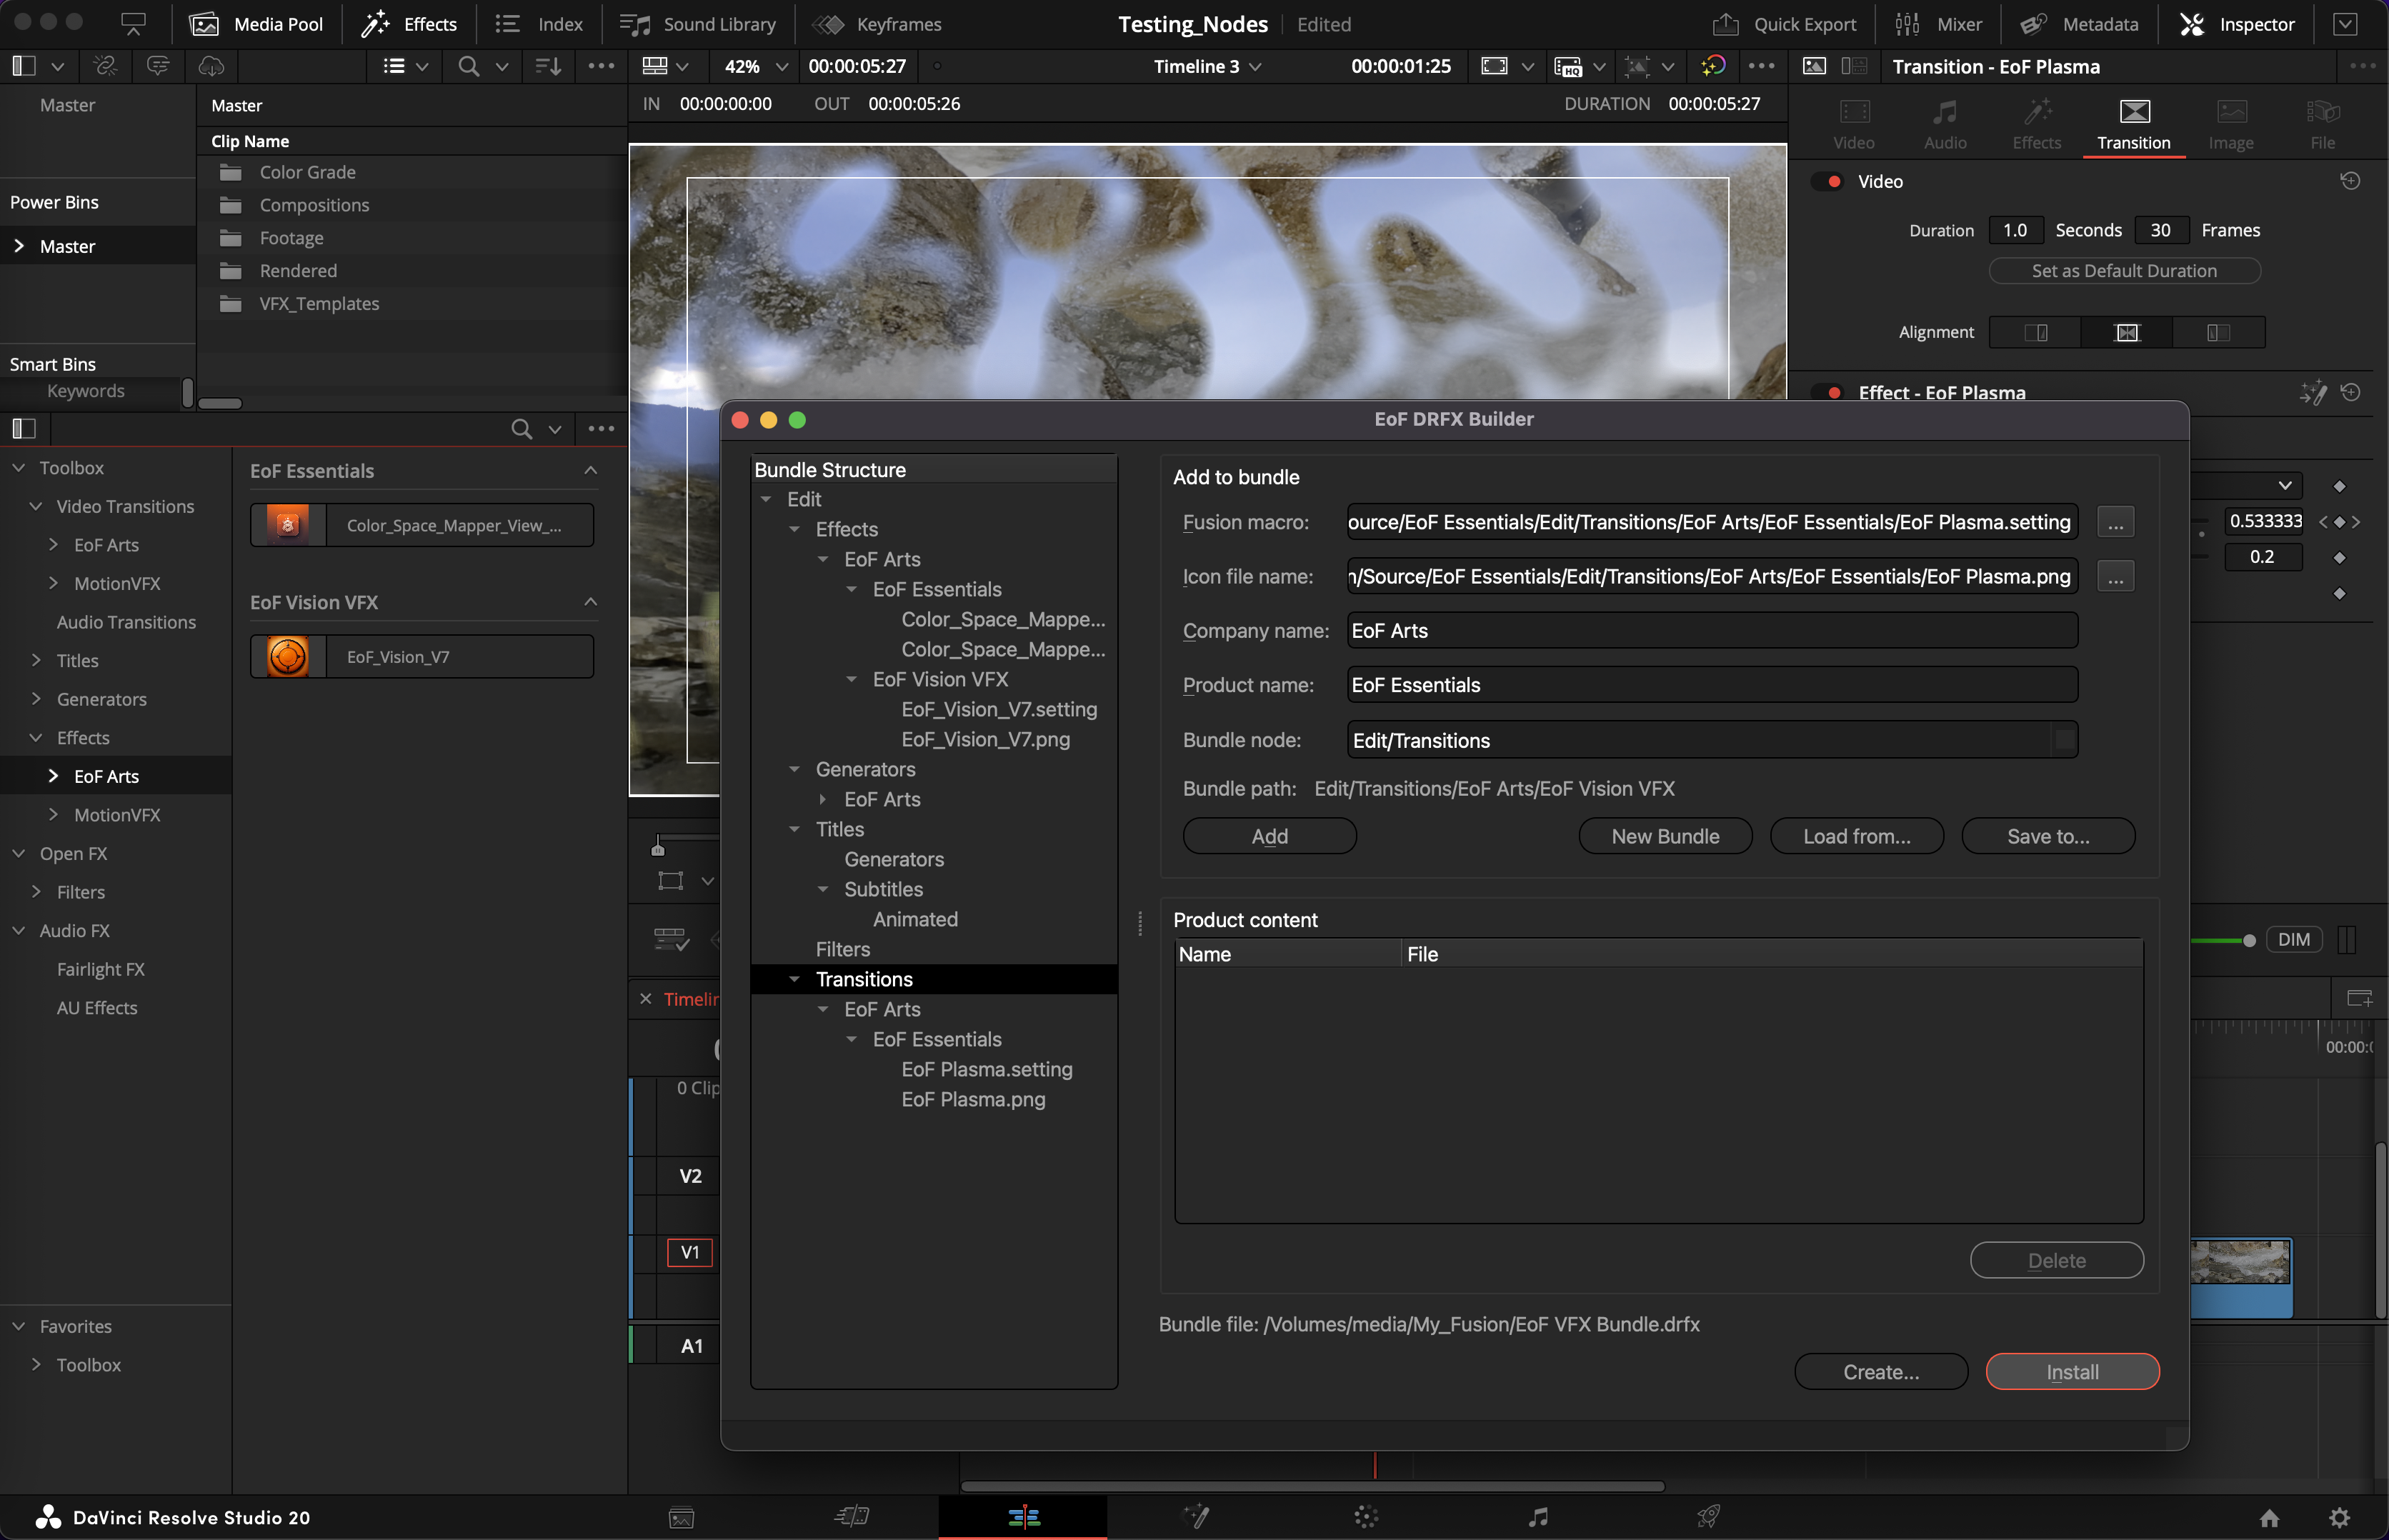 Media Pool
Effects
Index
Sound Library
Keyframes
Testing_Nodes
Edited
Quick Export
Mixer
Metadata
Inspector
42%
00:00:05:27
Timeline 3
00:00:01:25
HQ
Transition - EoF Plasma
Master
Master
IN 00:00:00:00
OUT 00:00:05:26
DURATION 00:00:05:27
Clip Name
Color Grade
Compositions
Footage
Rendered
VFX_Templates
Power Bins
Master
Smart Bins
Keywords
Video
Audio
Effects
Transition
Image
File
Video
Duration 1.0 Seconds 30 Frames
Set as Default Duration
Alignment
Effect - EoF Plasma
0.533333
0.2
Toolbox
Video Transitions
EoF Arts
MotionVFX
Audio Transitions
Titles
Generators
Effects
EoF Arts
MotionVFX
Open FX
Filters
Audio FX
Fairlight FX
AU Effects
Favorites
Toolbox
EoF Essentials
Color_Space_Mapper_View_...
EoF Vision VFX
EoF_Vision_V7
EoF DRFX Builder
Bundle Structure
Edit
Effects
EoF Arts
EoF Essentials
Color_Space_Mappe...
Color_Space_Mappe...
EoF Vision VFX
EoF_Vision_V7.setting
EoF_Vision_V7.png
Generators
EoF Arts
Titles
Generators
Subtitles
Animated
Filters
Transitions
EoF Arts
EoF Essentials
EoF Plasma.setting
EoF Plasma.png
Add to bundle
Fusion macro: ource/EoF Essentials/Edit/Transitions/EoF Arts/EoF Essentials/EoF Plasma.setting ...
Icon file name: n/Source/EoF Essentials/Edit/Transitions/EoF Arts/EoF Essentials/EoF Plasma.png ...
Company name: EoF Arts
Product name: EoF Essentials
Bundle node: Edit/Transitions
Bundle path: Edit/Transitions/EoF Arts/EoF Vision VFX
Add
New Bundle
Load from...
Save to...
Product content
Name
File
Delete
Bundle file: /Volumes/media/My_Fusion/EoF VFX Bundle.drfx
Create...
Install
DIM
Timelin
00:00:0
0 Clip
V2
V1
A1
DaVinci Resolve Studio 20